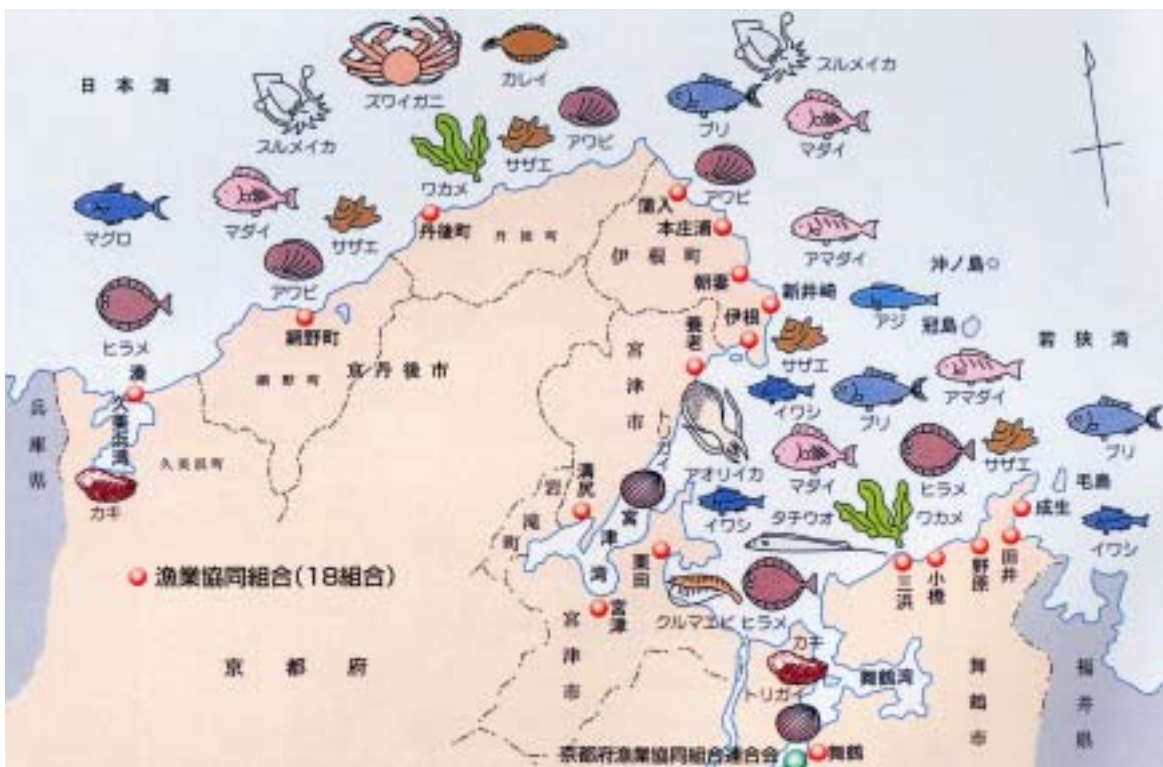 日本海
スルメイカ
ズワイガニ
カレイ
スルメイカ
ブリ
マダイ
アワビ
サザエ
ワカメ
アワビ
マグロ
マダイ
サザエ
アワビ
ヒラメ
丹後町
丹後町
蒲入
本庄浦
伊根町
朝妻
新井崎
伊根
養老
アマダイ
沖ノ島
アジ
冠島
若狭湾
サザエ
アマダイ
イワシ
ブリ
ブリ
網野町
網野町
京丹後市
宮津市
湊
久美浜湾
久美浜町
兵庫県
カキ
トリガイ
アオリイカ
マダイ
ヒラメ
サザエ
毛島
成生
イワシ
イワシ
タチウオ
ワカメ
溝尻
岩滝町
宮津湾
栗田
三浜
小橋
野原
田井
漁業協同組合(18組合)
宮津
クルマエビ
ヒラメ
京都府
宮津市
カキ
舞鶴湾
トリガイ
舞鶴市
福井県
京都府漁業協同組合連合会
舞鶴